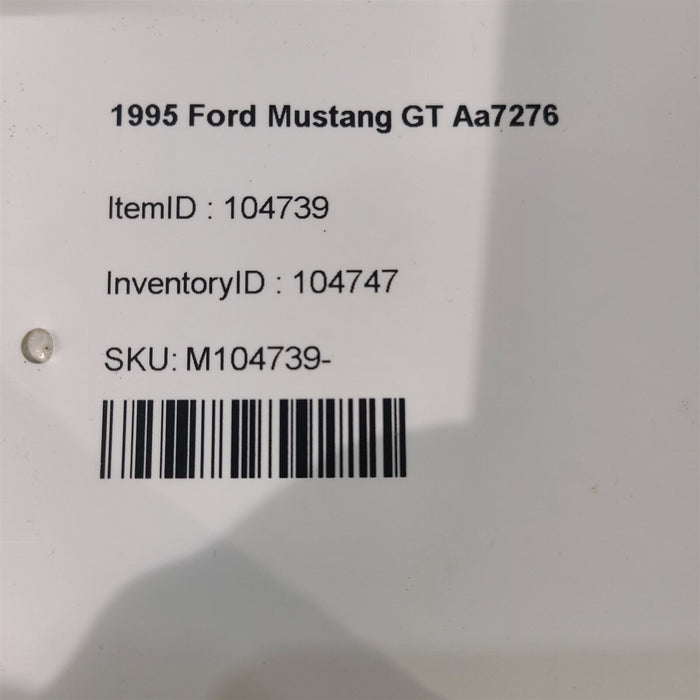 1995 Ford Mustang GT Aa7276
ItemID : 104739
InventoryID : 104747
SKU: M104739-